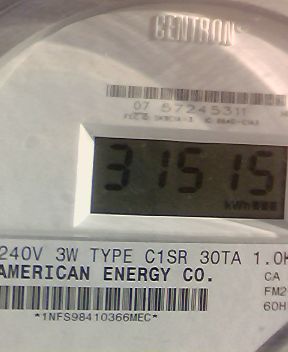 CENTRON
07 57245311
31515
kWh
240V 3W TYPE C1SR 30TA 1.0K
AMERICAN ENERGY CO.
CA
FM2
60H
*1NFS98410366MEC*